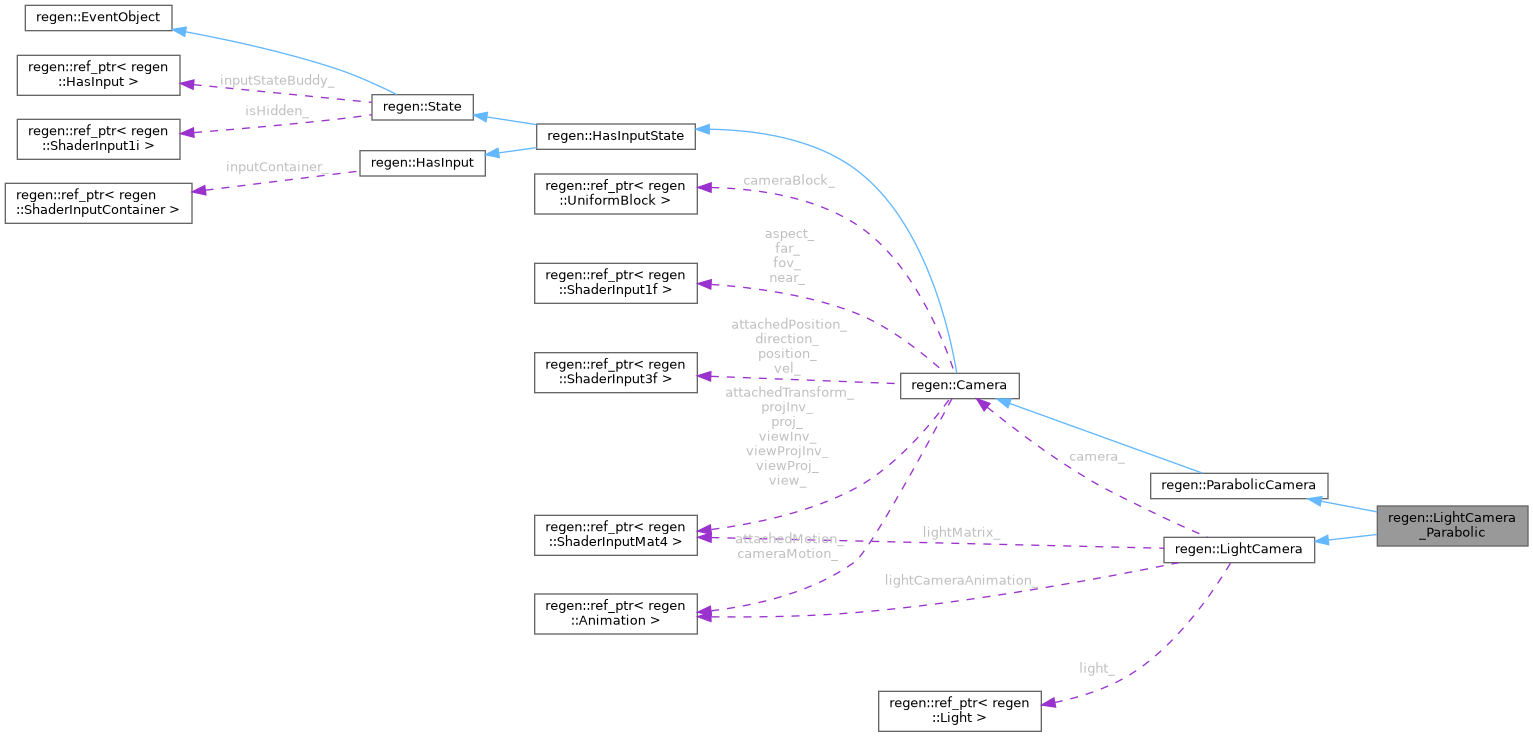 regen::EventObject
regen::ref_ptr< regen
::HasInput >
inputStateBuddy_
regen::State
isHidden_
regen::ref_ptr< regen
::ShaderInput1i >
regen::HasInputState
regen::HasInput
inputContainer_
regen::ref_ptr< regen
::ShaderInputContainer >
regen::ref_ptr< regen
::UniformBlock >
cameraBlock_
aspect_
far_
fov_
near_
regen::ref_ptr< regen
::ShaderInput1f >
attachedPosition_
direction_
position_
vel_
regen::ref_ptr< regen
::ShaderInput3f >
regen::Camera
attachedTransform_
projInv_
proj_
viewInv_
viewProjInv_
viewProj_
view_
camera_
regen::ParabolicCamera
regen::LightCamera
_Parabolic
regen::ref_ptr< regen
::ShaderInputMat4 >
attachedMotion_
cameraMotion_
lightMatrix_
regen::LightCamera
lightCameraAnimation_
regen::ref_ptr< regen
::Animation >
light_
regen::ref_ptr< regen
::Light >